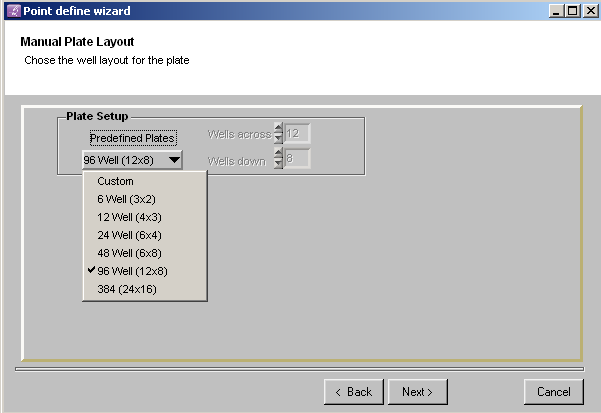 Point define wizard
Manual Plate Layout
Chose the well layout for the plate
Plate Setup
Predefined Plates
Wells across 12
96 Well (12x8)
Wells down 8
Custom
6 Well (3x2)
12 Well (4x3)
24 Well (6x4)
48 Well (6x8)
96 Well (12x8)
384 (24x16)
< Back
Next >
Cancel